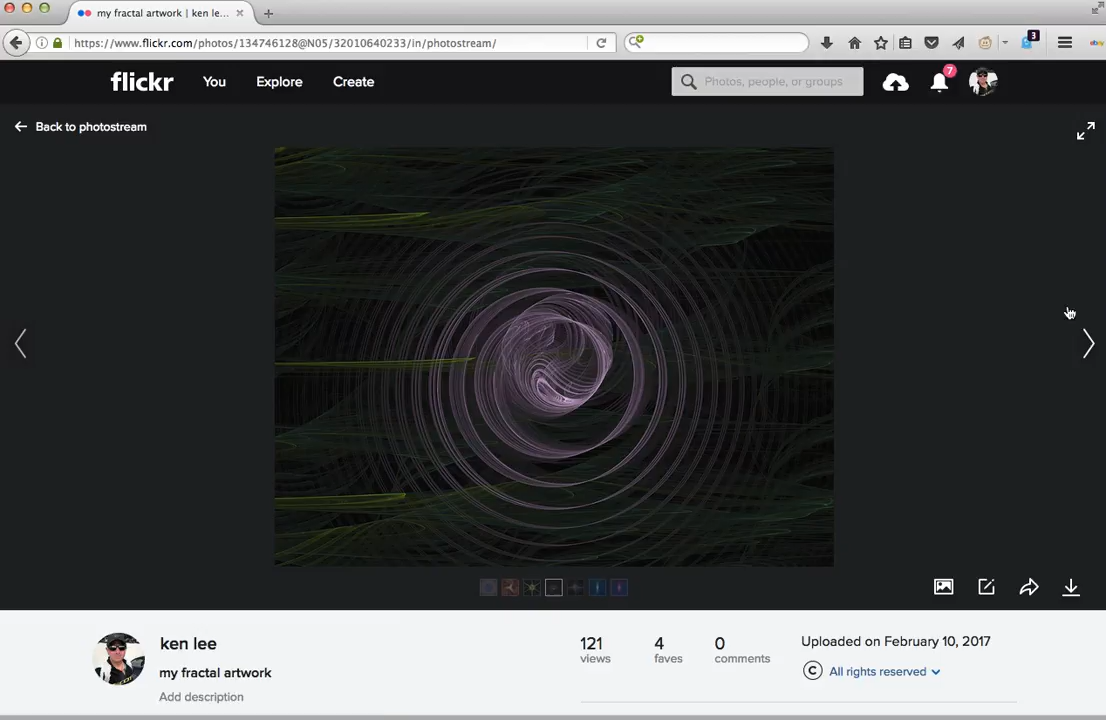 my fractal artwork | ken le...
https://www.flickr.com/photos/134746128@N05/32010640233/in/photostream/
3
ebay
flickr You Explore Create
Photos, people, or groups
7
Back to photostream
ken lee
my fractal artwork
Add description
121 views
4 faves
0 comments
Uploaded on February 10, 2017
All rights reserved